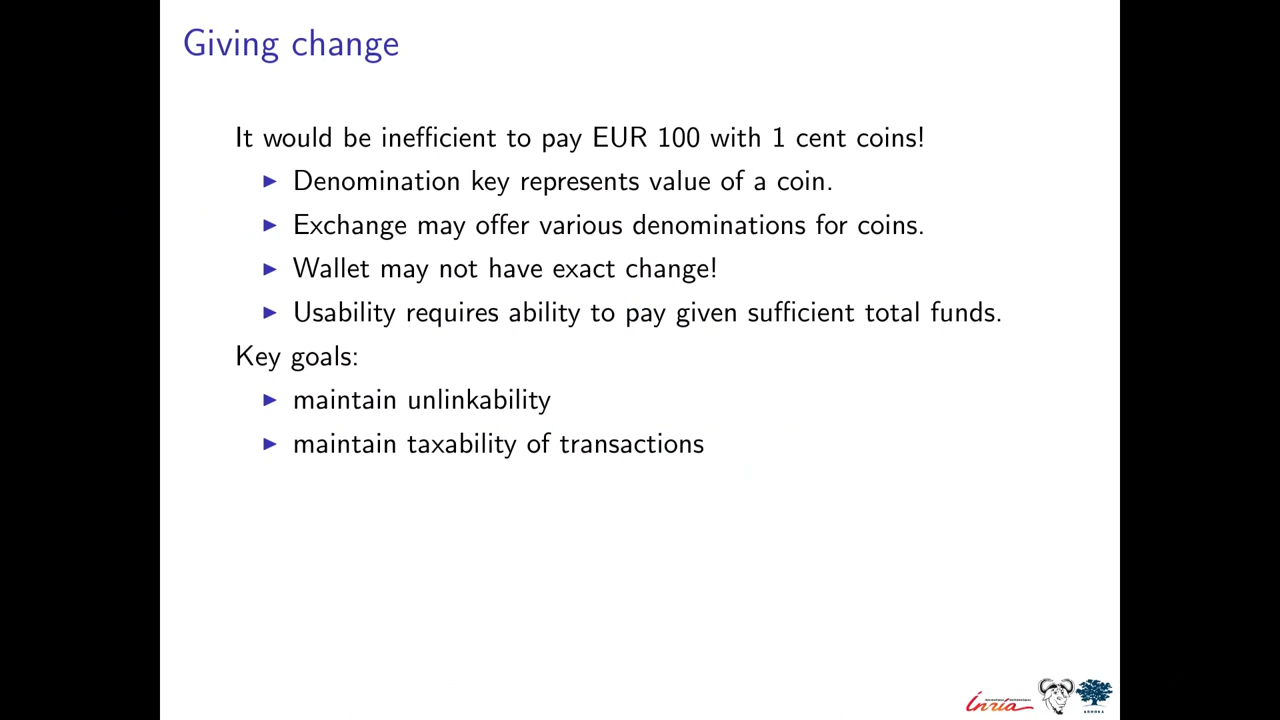 Giving change
It would be inefficient to pay EUR 100 with 1 cent coins!
▶ Denomination key represents value of a coin.
▶ Exchange may offer various denominations for coins.
▶ Wallet may not have exact change!
▶ Usability requires ability to pay given sufficient total funds.
Key goals:
▶ maintain unlinkability
▶ maintain taxability of transactions
Inria